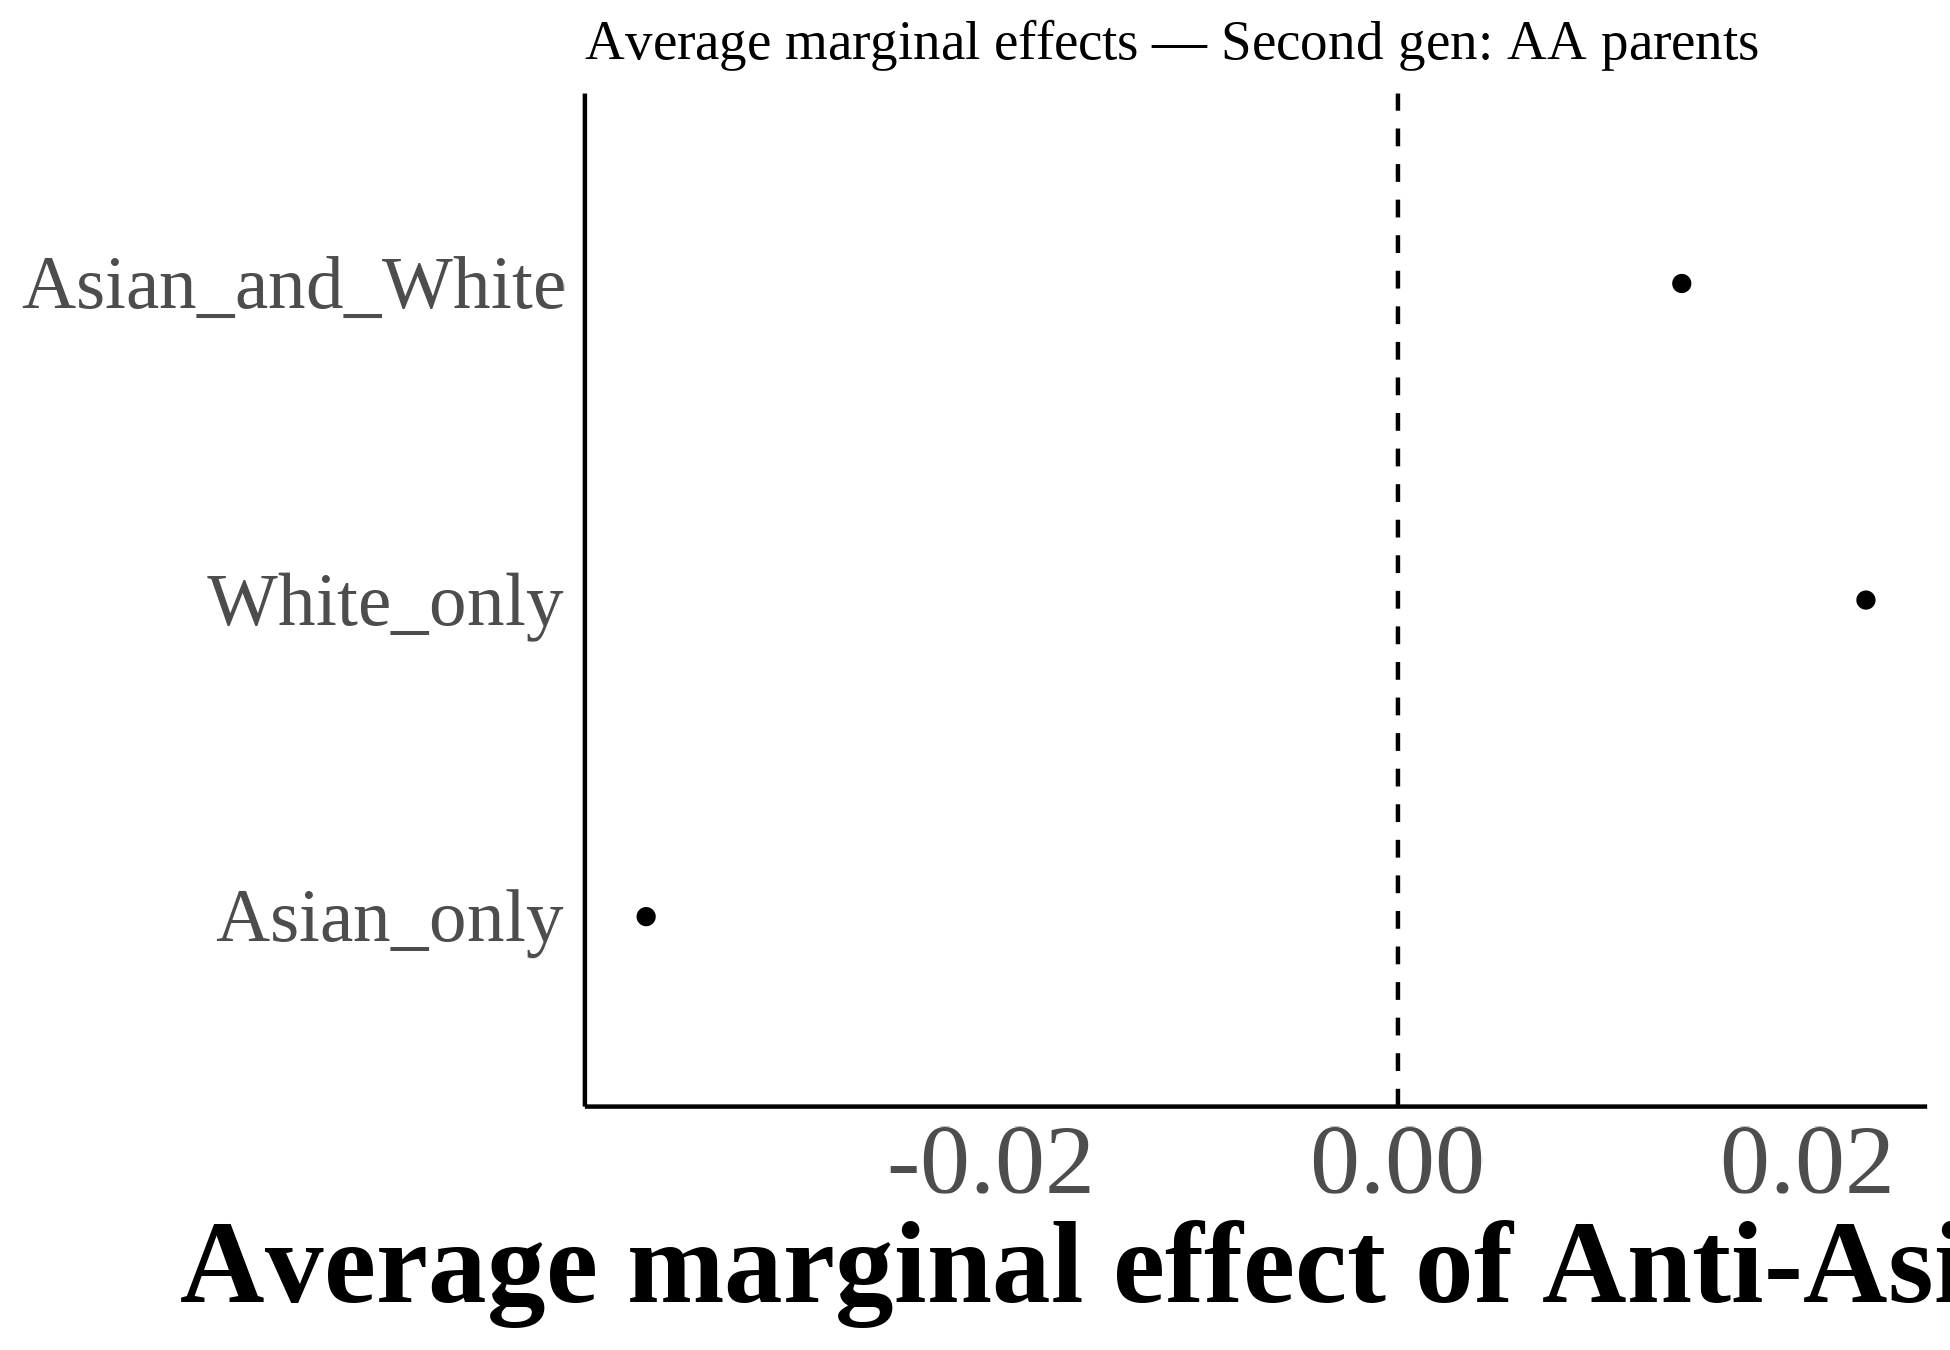 Average marginal effects — Second gen: AA parents
Asian_and_White
White_only
Asian_only
-0.02 0.00 0.02
Average marginal effect of Anti-Asi